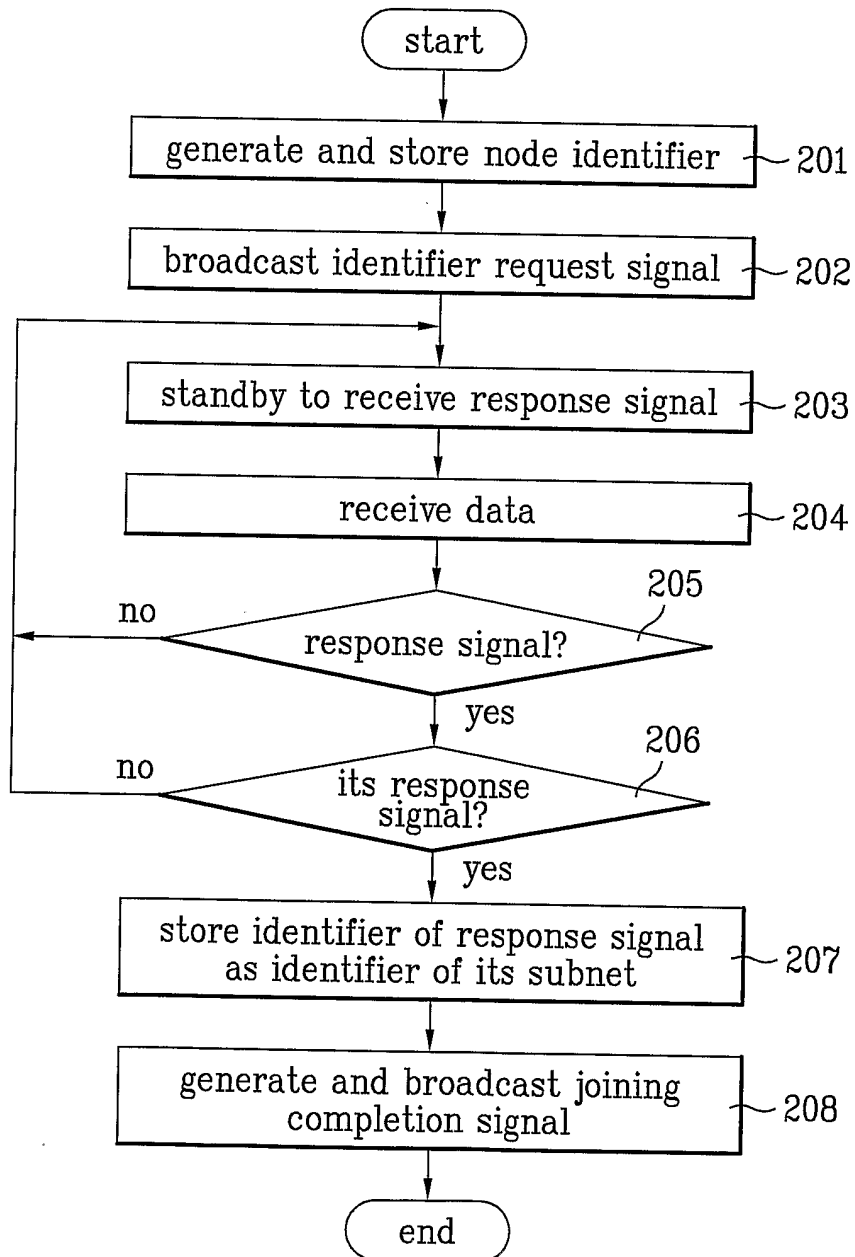 start
generate and store node identifier
201
broadcast identifier request signal
202
standby to receive response signal
203
receive data
204
205
no
response signal?
yes
206
no
its response
signal?
yes
store identifier of response signal
as identifier of its subnet
207
generate and broadcast joining
completion signal
208
end